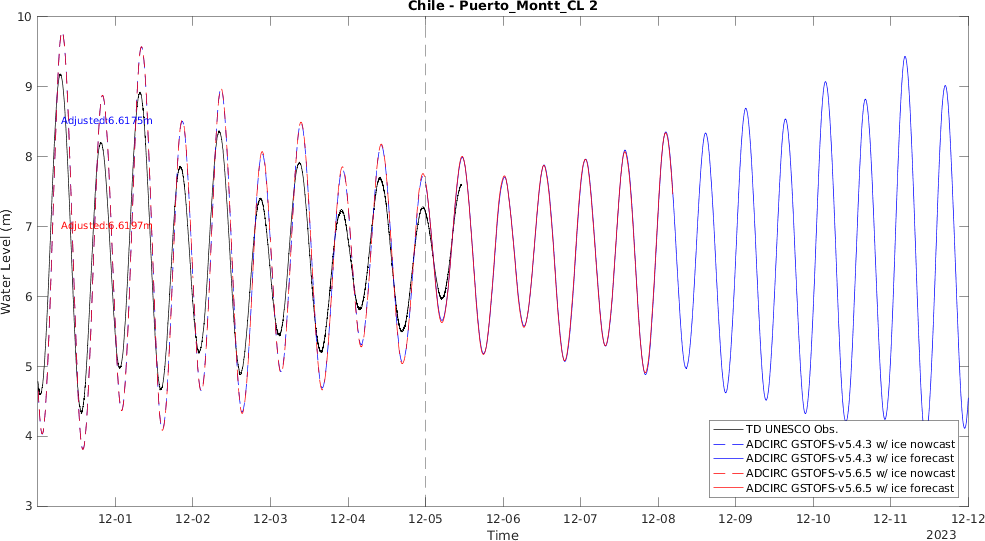 Chile - Puerto_Montt_CL 2
10
9
8
7
6
5
4
3
Water Level (m)
Adjusted:6.6175m
Adjusted:6.6197m
TD UNESCO Obs.
ADCIRC GSTOFS-v5.4.3 w/ ice nowcast
ADCIRC GSTOFS-v5.4.3 w/ ice forecast
ADCIRC GSTOFS-v5.6.5 w/ ice nowcast
ADCIRC GSTOFS-v5.6.5 w/ ice forecast
12-01 12-02 12-03 12-04 12-05 12-06 12-07 12-08 12-09 12-10 12-11 12-12
Time
2023